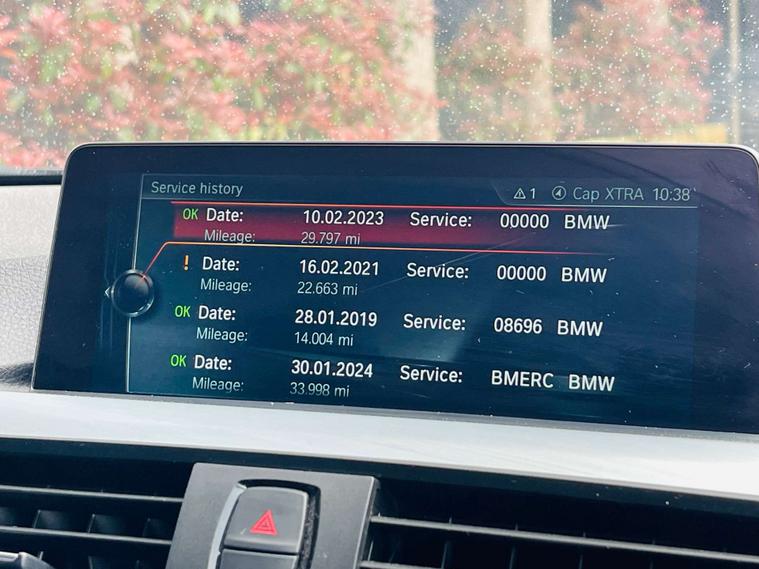 Service history
1 Cap XTRA 10:38
OK Date: 10.02.2023 Service: 00000 BMW
Mileage: 29.797 mi
! Date: 16.02.2021 Service: 00000 BMW
Mileage: 22.663 mi
OK Date: 28.01.2019 Service: 08696 BMW
Mileage: 14.004 mi
OK Date: 30.01.2024 Service: BMERC BMW
Mileage: 33.998 mi